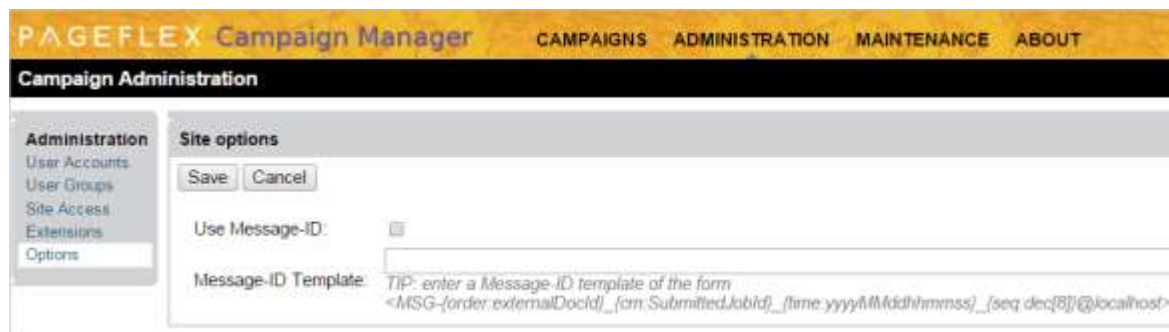 PAGEFLEX Campaign Manager CAMPAIGNS ADMINISTRATION MAINTENANCE ABOUT
Campaign Administration
Administration
User Accounts
User Groups
Site Access
Extensions
Options
Site options
Save Cancel
Use Message-ID:
Message-ID Template:
TIP: enter a Message-ID template of the form
<MSG-{order:externalDocId}_{cm:SubmittedJobId}_{time:yyyyMMddhhmmss}_{seq:dec[8]}@localhost>